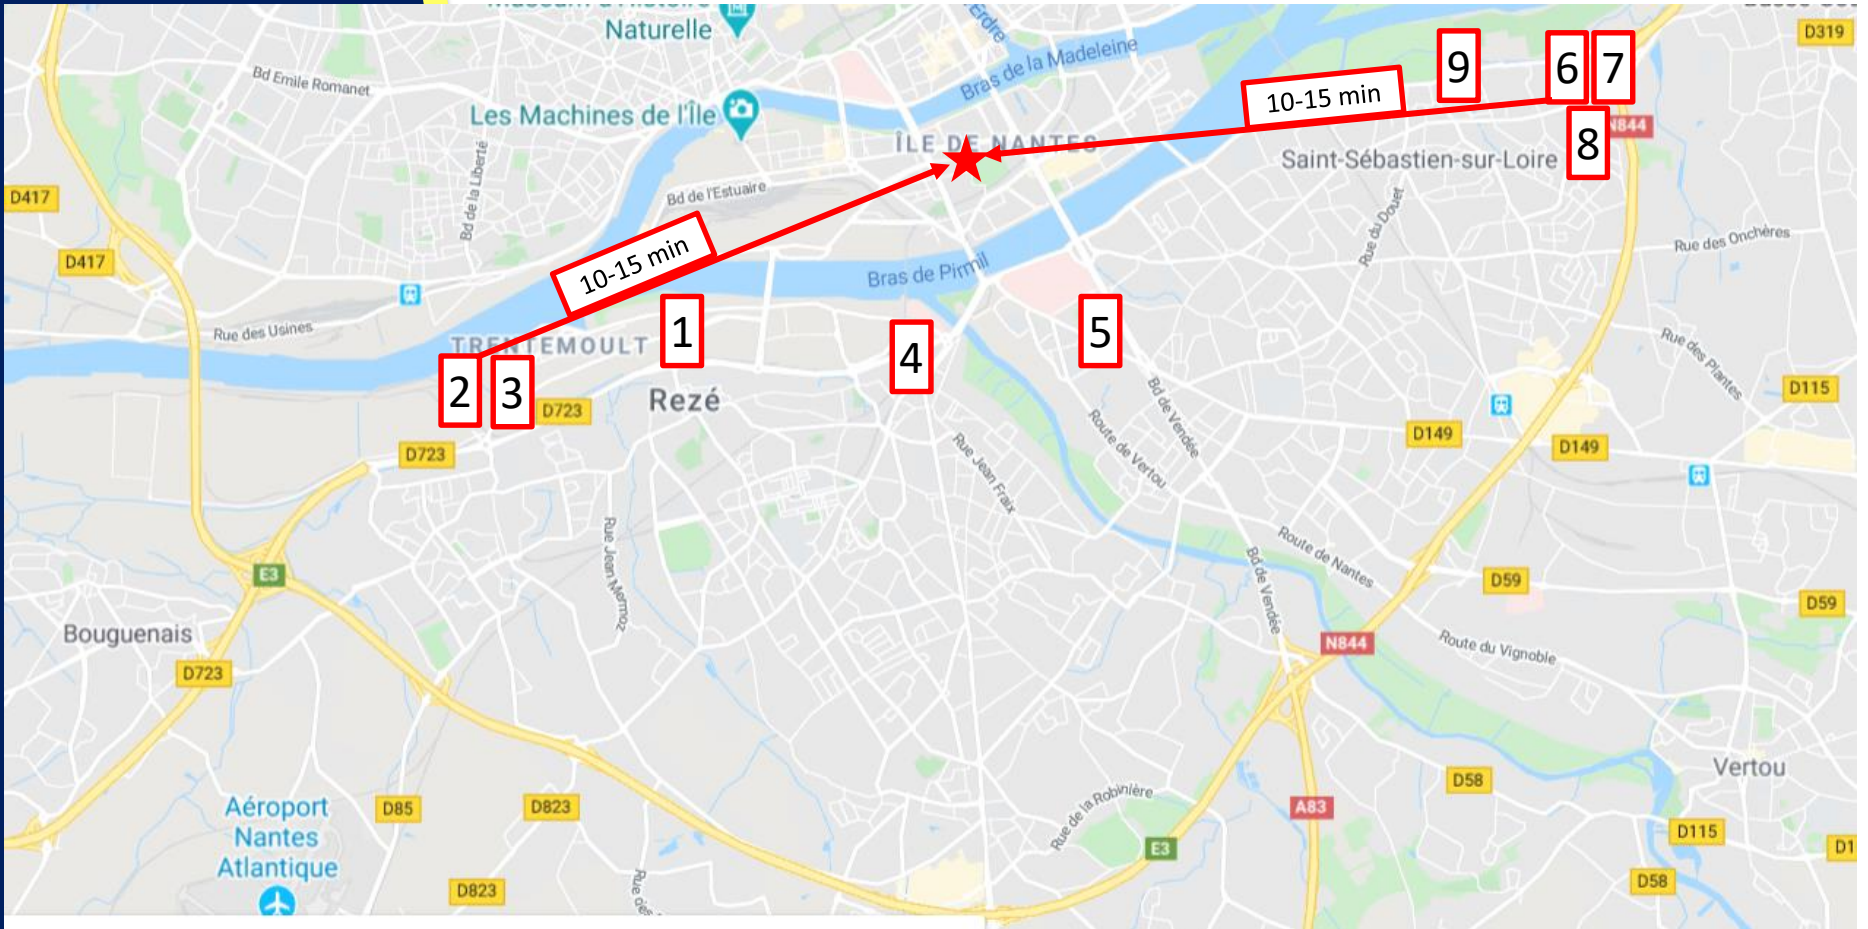 Muséum d'Histoire
Naturelle
Erdre
Bras de la Madeleine
D319
Bd Emile Romanet
9
6
7
10-15 min
Les Machines de l'Île
ÎLE DE NANTES
N844
8
Saint-Sébastien-sur-Loire
Bd de la Liberté
Bd de l'Estuaire
D417
Rue du Douet
Rue des Onchères
D417
10-15 min
Bras de Pirmil
Rue des Usines
1
5
TRENTEMOULT
4
Rue des Plantes
2
3
D723
Rezé
Bd de Vendée
D115
D723
Rue Jean Fraix
Route de Vertou
D149
D149
Rue Jean Mermoz
Route de Nantes
E3
Bd de Vendée
D59
D59
Bouguenais
N844
Route du Vignoble
D723
Vertou
D58
Aéroport
Nantes
Atlantique
D85
D823
Rue de la Robinière
A83
E3
D115
D1
D823
D58